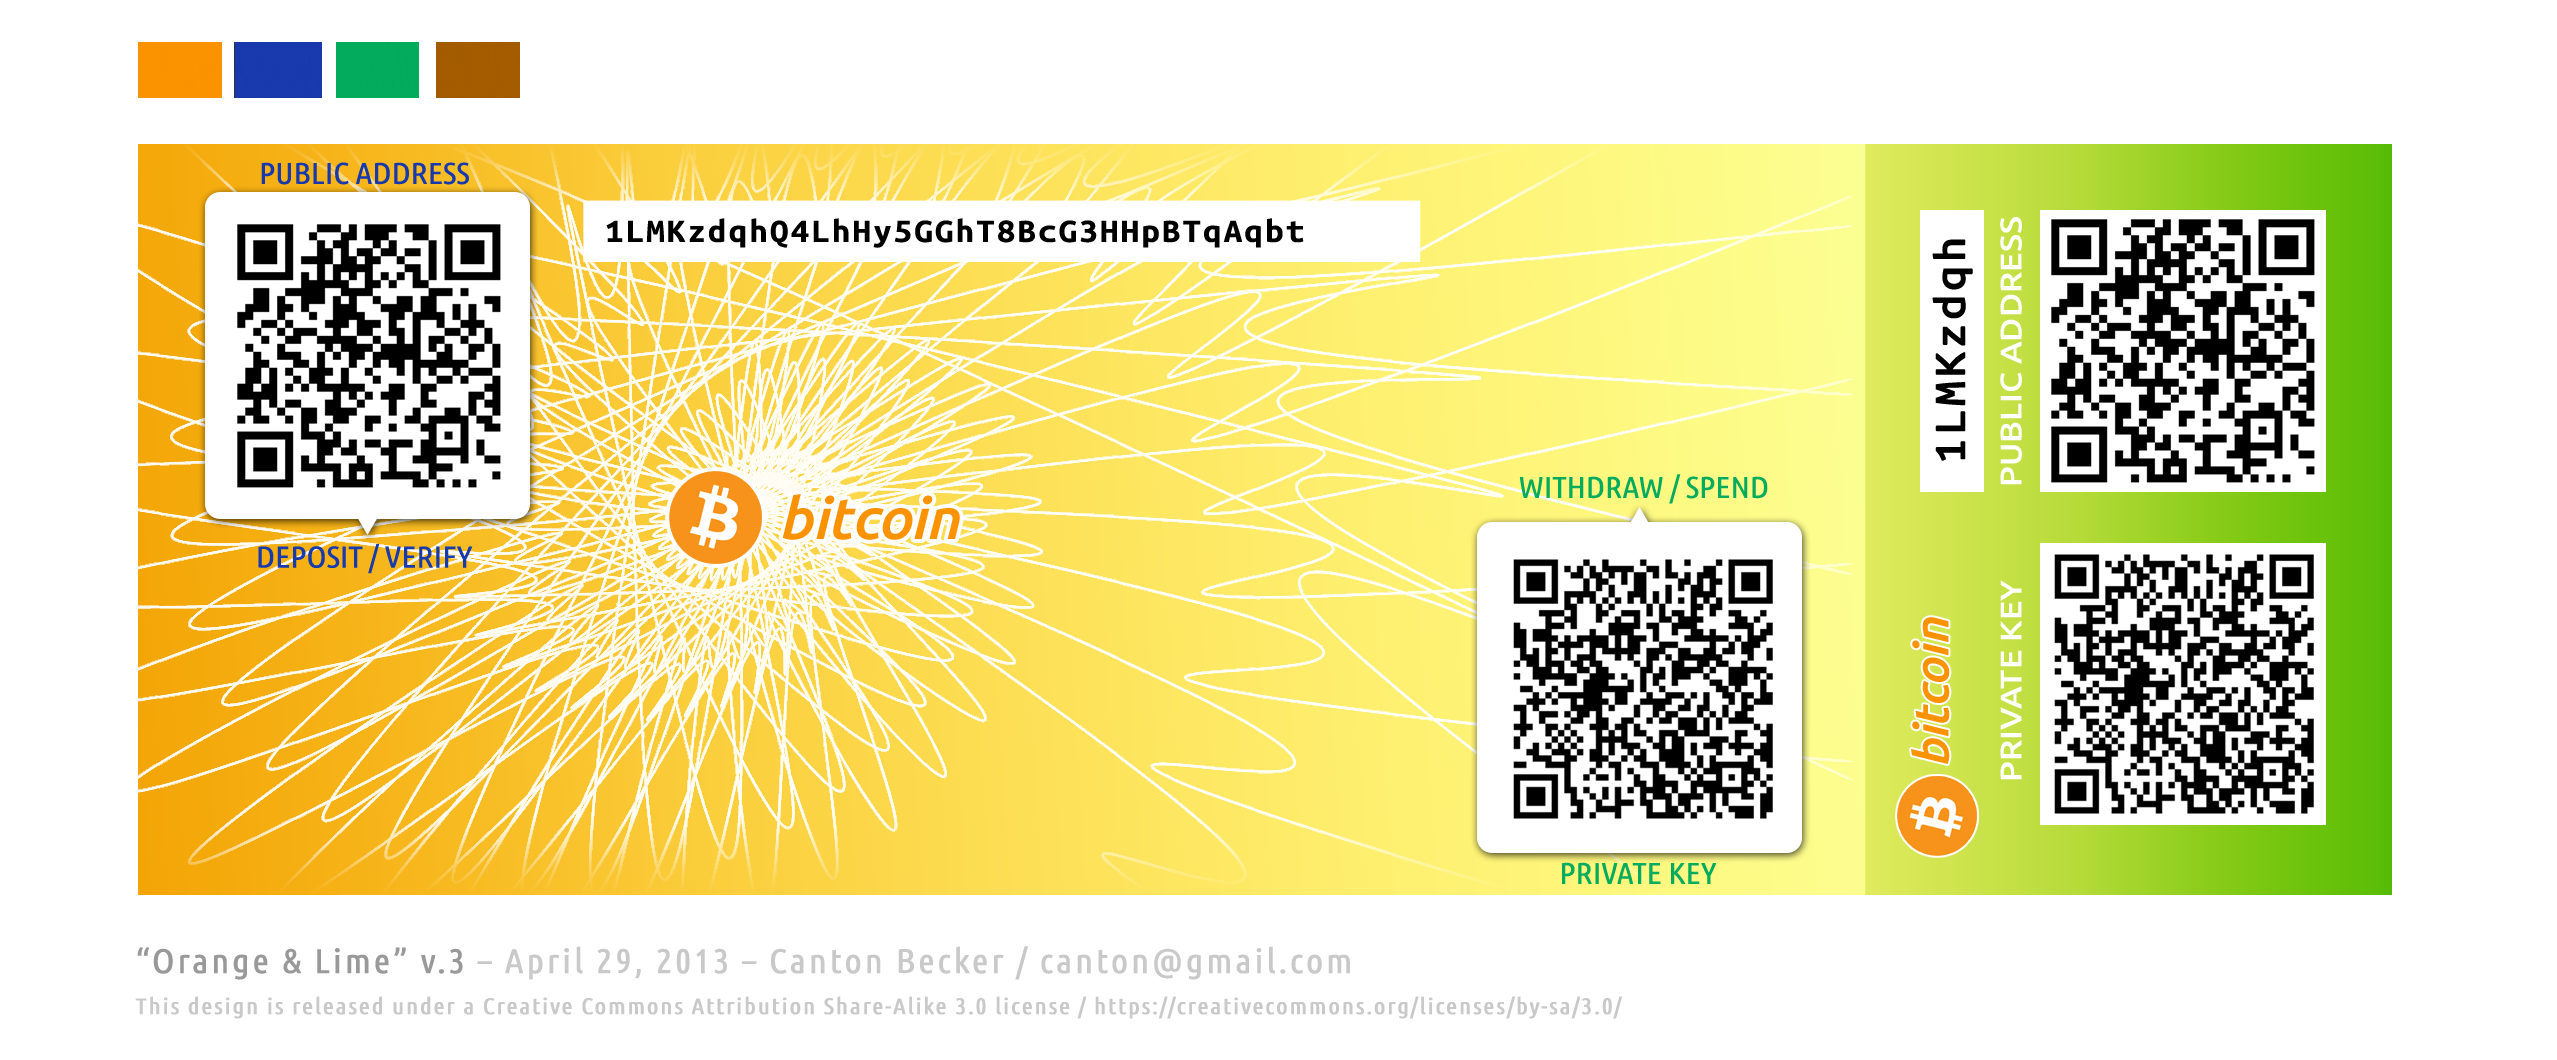 PUBLIC ADDRESS
1LMKzdqhQ4LhHy5GGhT8BcG3HHpBTqAqbt
DEPOSIT / VERIFY
bitcoin
WITHDRAW / SPEND
PRIVATE KEY
1LMKzdqh
PUBLIC ADDRESS
bitcoin
PRIVATE KEY
“Orange & Lime” v.3 – April 29, 2013 – Canton Becker / canton@gmail.com
This design is released under a Creative Commons Attribution Share-Alike 3.0 license / https://creativecommons.org/licenses/by-sa/3.0/